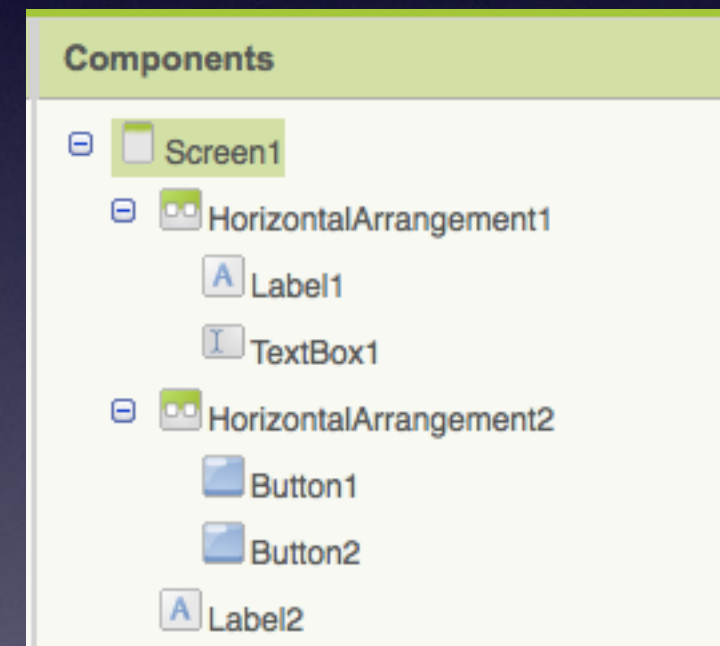 Components
Screen1
HorizontalArrangement1
A Label1
TextBox1
HorizontalArrangement2
Button1
Button2
A Label2